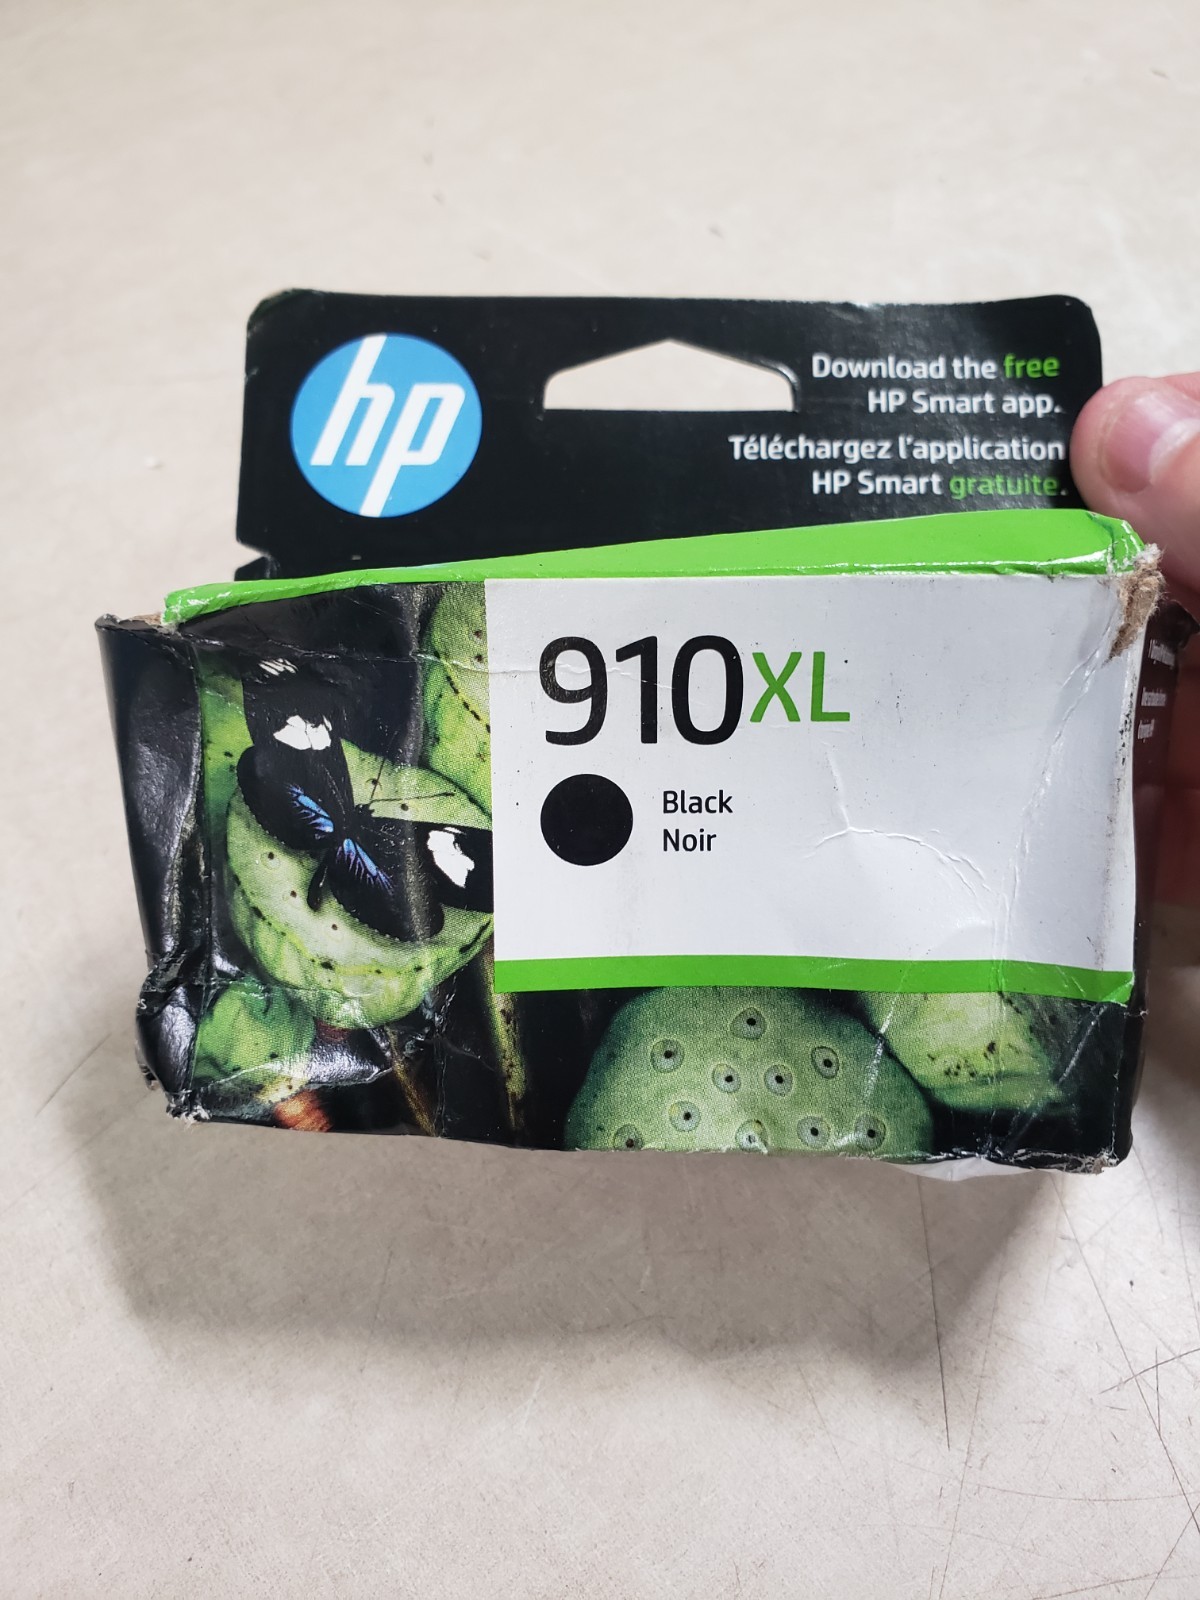 hp
Download the free
HP Smart app.
Téléchargez l'application
HP Smart gratuite.
910XL
Black
Noir